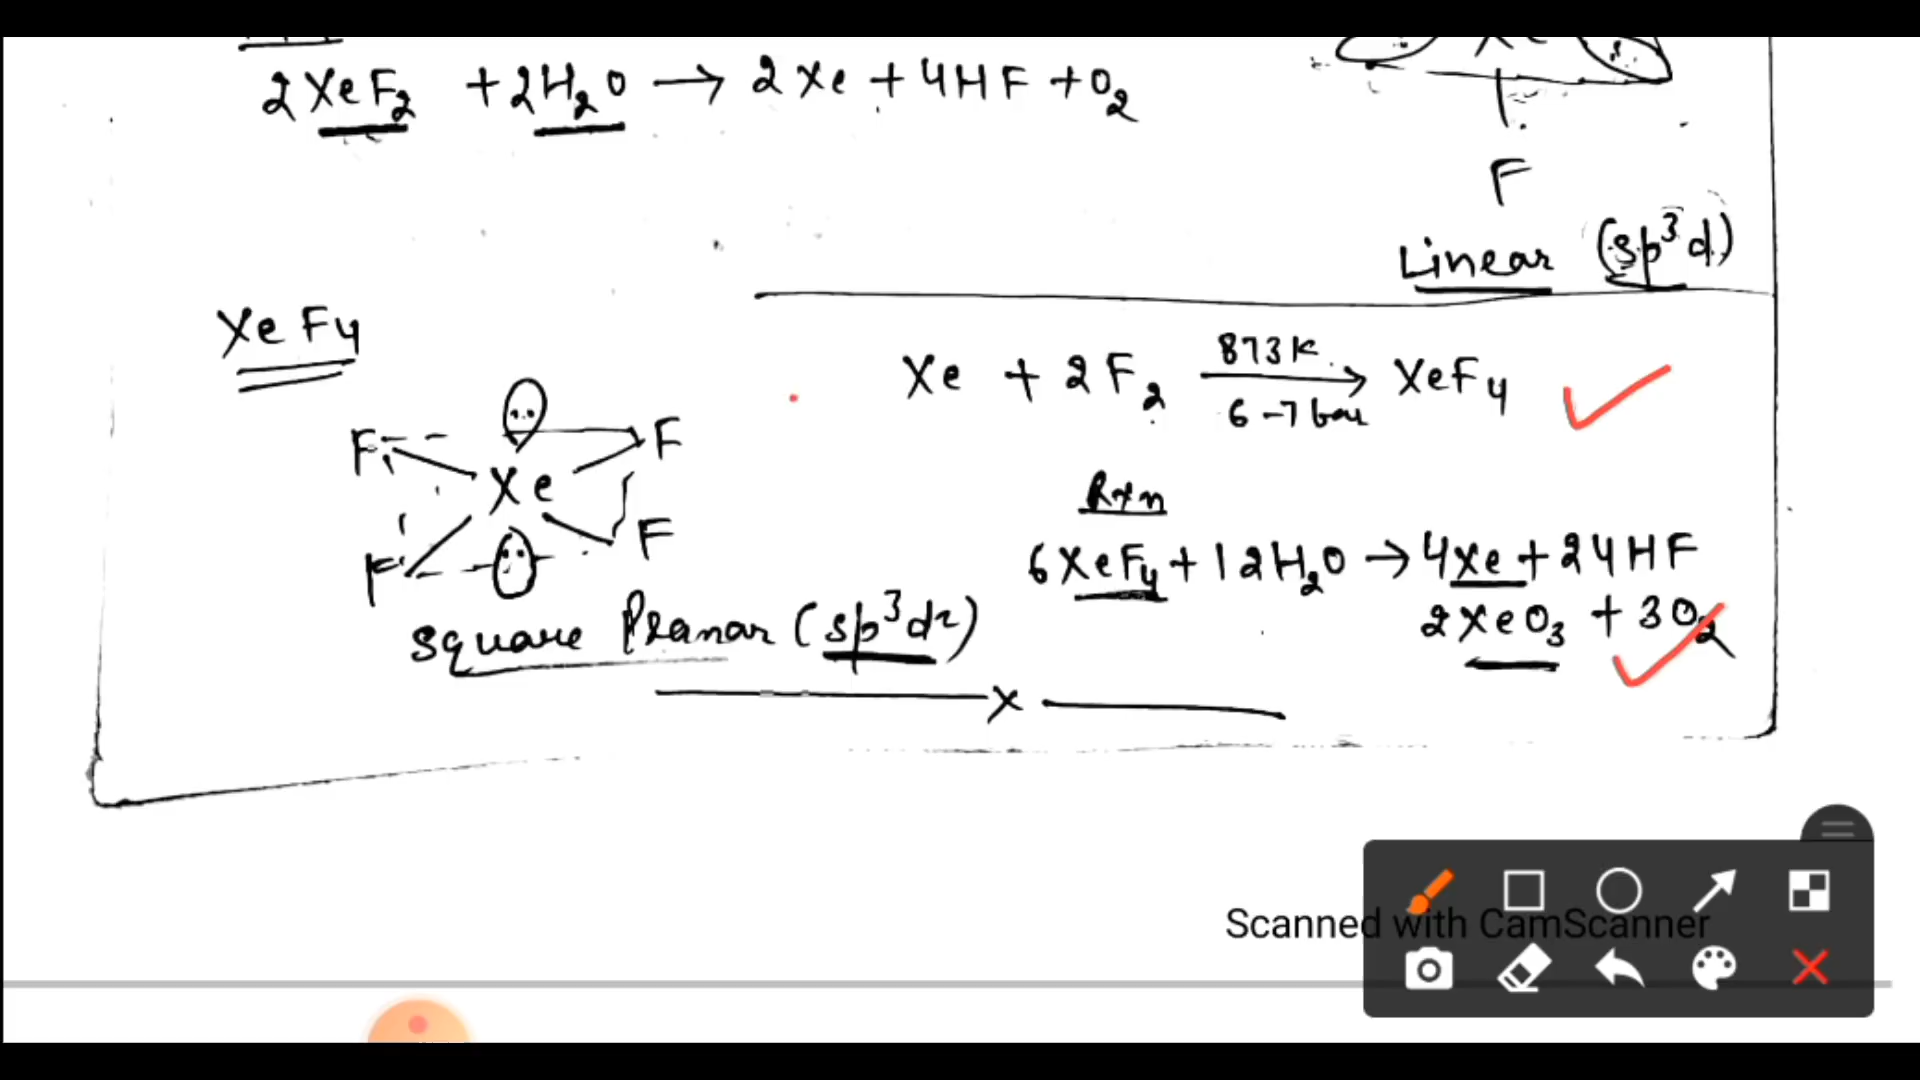 2XeF₂ + 2H₂O → 2Xe + 4HF + O₂
F
Linear (sp³d)
XeF₄
Xe + 2F₂ → XeF₄
873K
6-7 bar
F F
Xe
F F
Square Planar (sp³d²)
Rxn
6XeF₄ + 12H₂O → 4Xe + 24HF
2XeO₃ + 3O₂
x
Scanned with CamScanner